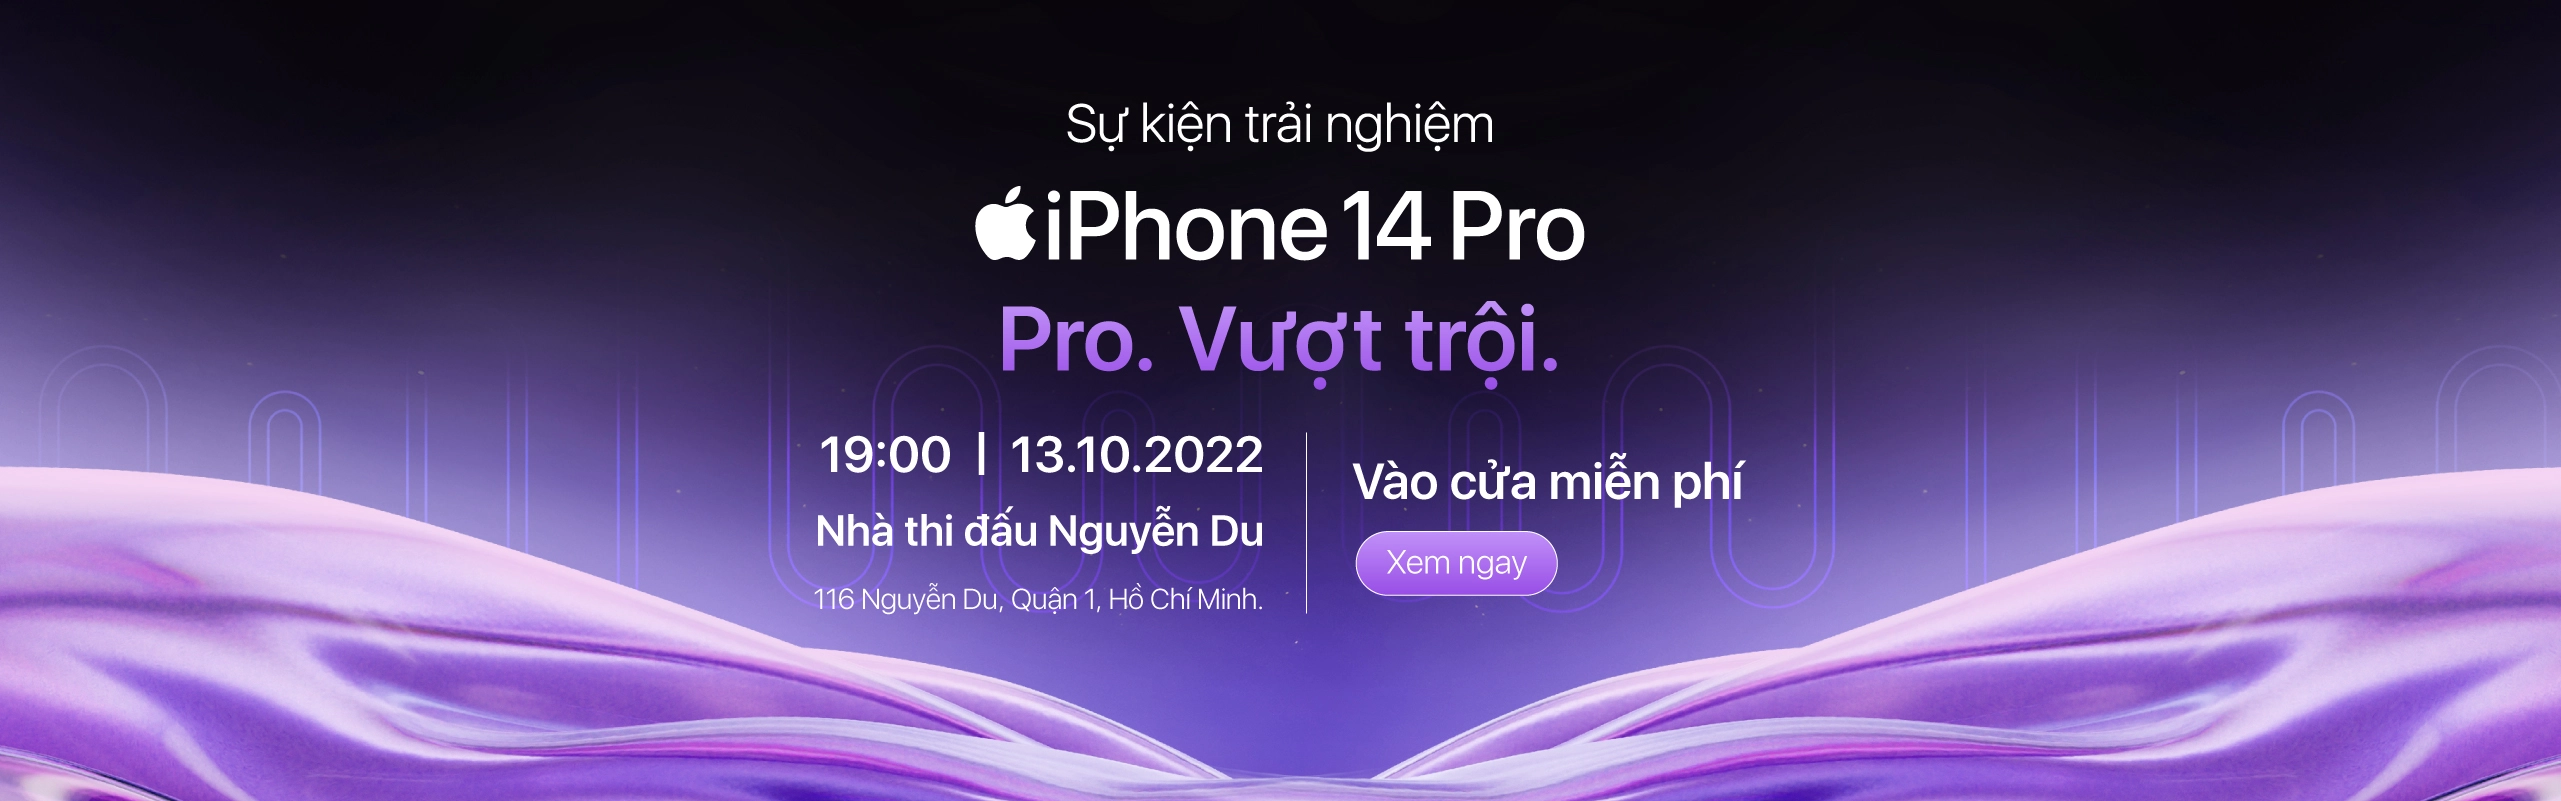 Sự kiện trải nghiệm
iPhone 14 Pro
Pro. Vượt trội.
19:00 | 13.10.2022
Nhà thi đấu Nguyễn Du
116 Nguyễn Du, Quận 1, Hồ Chí Minh.
Vào cửa miễn phí
Xem ngay